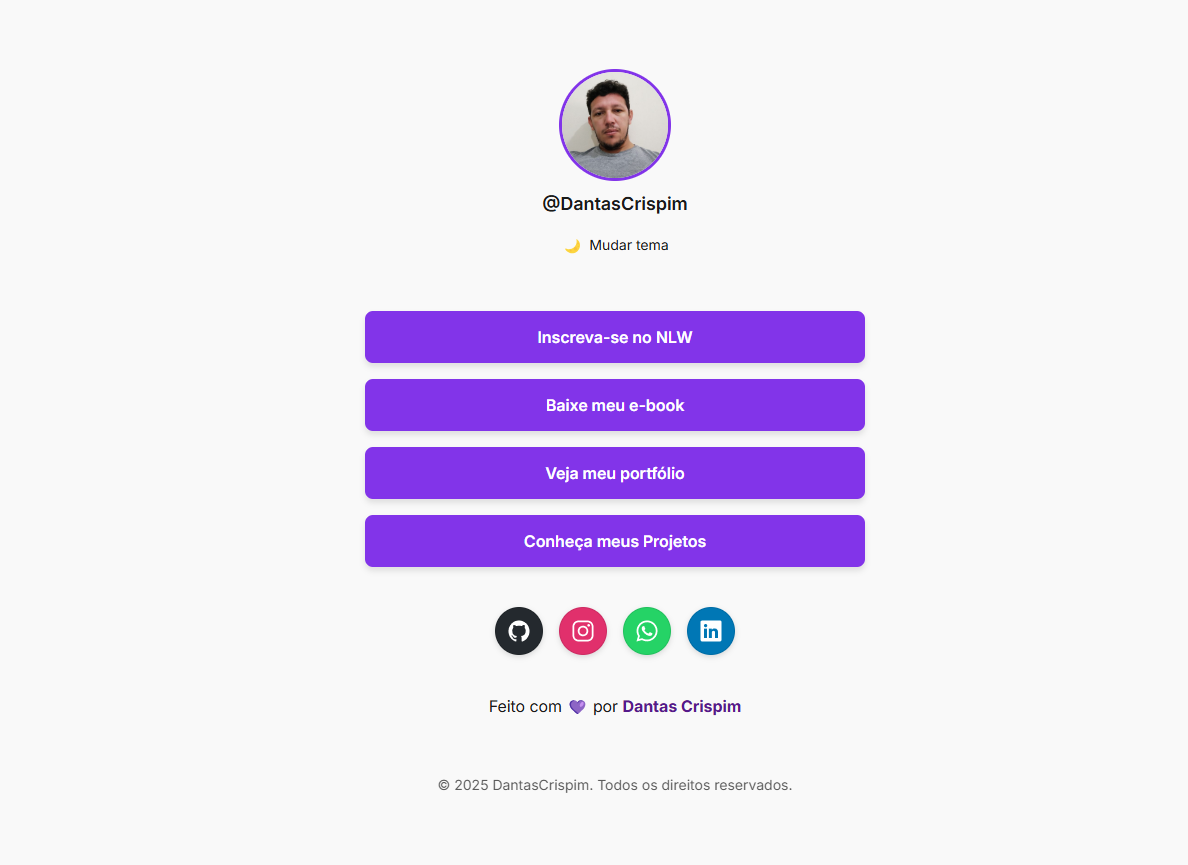 @DantasCrispim
🌙 Mudar tema
Inscreva-se no NLW
Baixe meu e-book
Veja meu portfólio
Conheça meus Projetos
in
Feito com 💜 por Dantas Crispim
© 2025 DantasCrispim. Todos os direitos reservados.